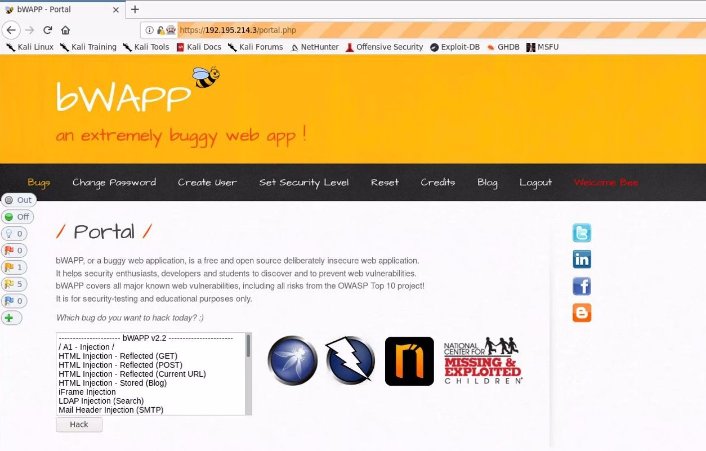 bWAPP - Portal
https://192.195.214.3/portal.php
Kali Linux Kali Training Kali Tools Kali Docs Kali Forums NetHunter Offensive Security Exploit-DB GHDB MSFU
bWAPP
an extremely buggy web app !
Bugs Change Password Create User Set Security Level Reset Credits Blog Logout Welcome Bee
Out
Off
0
0
1
5
0
/ Portal /
bWAPP, or a buggy web application, is a free and open source deliberately insecure web application.
It helps security enthusiasts, developers and students to discover and to prevent web vulnerabilities.
bWAPP covers all major known web vulnerabilities, including all risks from the OWASP Top 10 project!
It is for security-testing and educational purposes only.
Which bug do you want to hack today? :)
---------------------- bWAPP v2.2 -----------------------
/ A1 - Injection /
HTML Injection - Reflected (GET)
HTML Injection - Reflected (POST)
HTML Injection - Reflected (Current URL)
HTML Injection - Stored (Blog)
iFrame Injection
LDAP Injection (Search)
Mail Header Injection (SMTP)
Hack
NATIONAL
CENTER FOR
MISSING &
EXPLOITED
CHILDREN